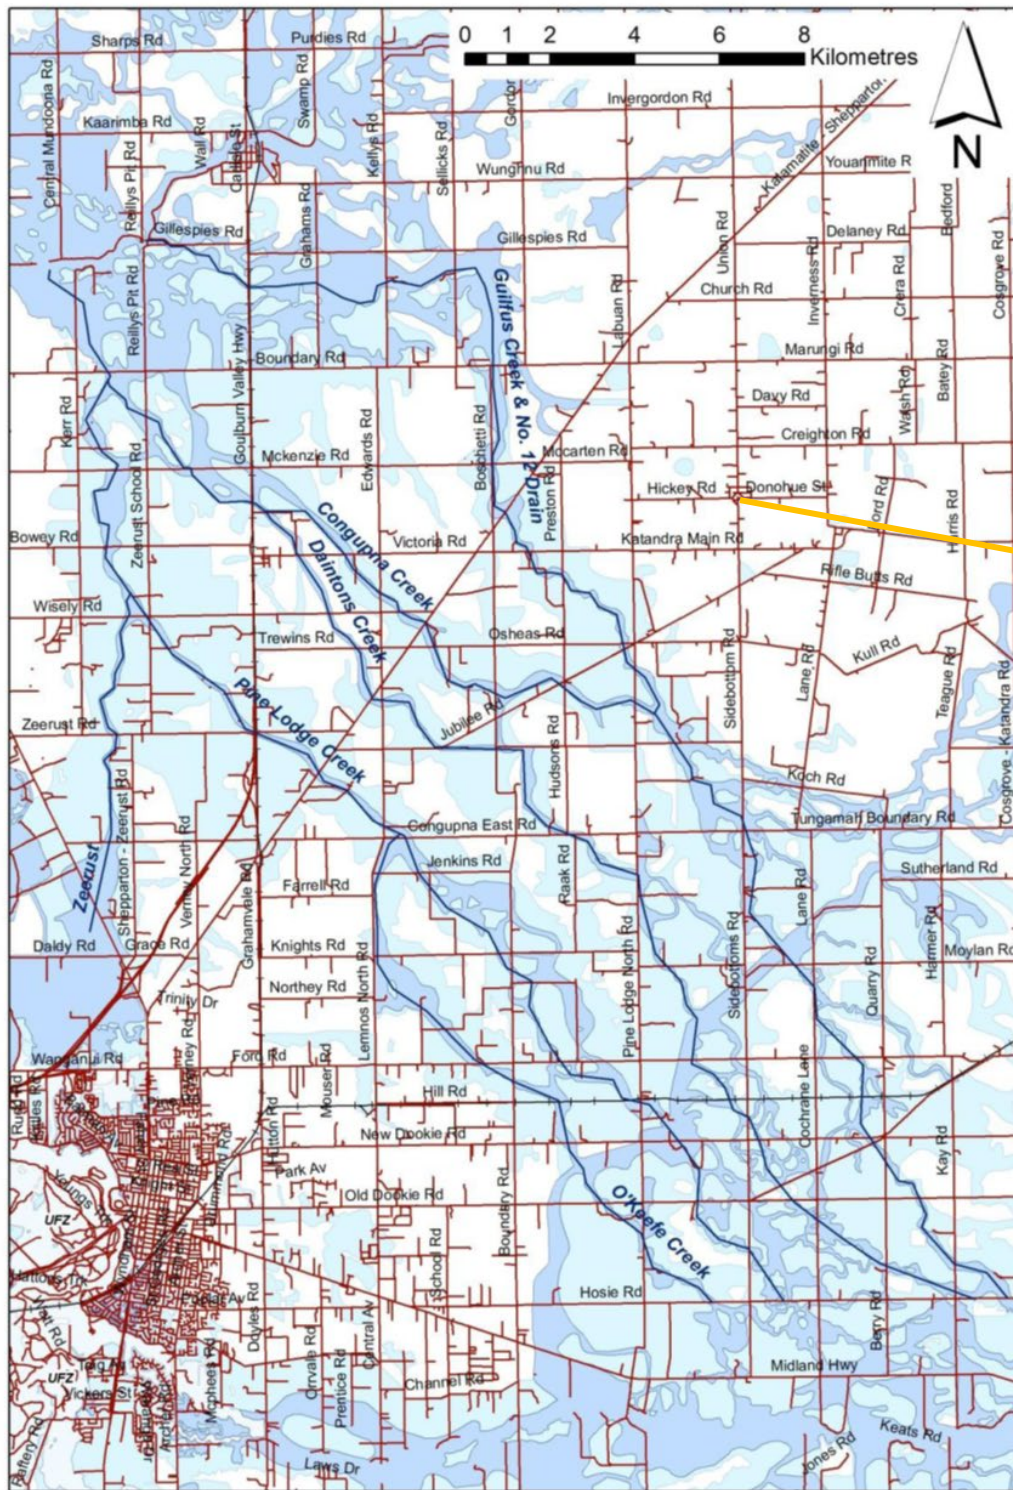 0 1 2 4 6 8 Kilometres
N
Sharps Rd
Purdies Rd
Central Mundoona Rd
Swamp Rd
Invergordon Rd
Katamatite - Shepparton
Kaarimba Rd
Wall Rd
Carlisle St
Kellys Rd
Sellicks Rd
Reillys Pit Rd
Wunghnu Rd
Youanmite R
Grahams Rd
Gillespies Rd
Gillespies Rd
Union Rd
Delaney Rd
Bedford
Cosgrove Rd
Inverness Rd
Crera Rd
Church Rd
Reillys Pit Rd
Labuan Rd
Guilfus Creek & No. 12 Drain
Goulburn Valley Hwy
Boundary Rd
Marungi Rd
Batey Rd
Walsh Rd
Davy Rd
Kerr Rd
Edwards Rd
Boschetti Rd
Creighton Rd
Mckenzie Rd
Mccarten Rd
Zeerust School Rd
Preston Rd
Hickey Rd
Donohue St
Harris Rd
Bowey Rd
Congupna Creek
Daintons Creek
Victoria Rd
Katandra Main Rd
Rifle Butts Rd
Wisely Rd
Trewins Rd
Osheas Rd
Kull Rd
Sidebottom Rd
Lane Rd
Teague Rd
Cosgrove - Katandra Rd
Pine Lodge Creek
Zeerust Rd
Jubilee Rd
Hudsons Rd
Koch Rd
Shepparton - Zeerust Rd
Verney North Rd
Congupna East Rd
Tungamah Boundary Rd
Zeerust
Jenkins Rd
Sutherland Rd
Grahamvale Rd
Farrell Rd
Raak Rd
Lane Rd
Daldy Rd
Grace Rd
Knights Rd
Lemnos North Rd
Pine Lodge North Rd
Sidebottoms Rd
Quarry Rd
Harmer Rd
Moylan Rd
Trinity Dr
Northey Rd
Wanganui Rd
Ford Rd
Mouser Rd
Hill Rd
Cochrane Lane
New Dookie Rd
Kay Rd
Park Av
Old Dookie Rd
UFZ
Boundary Rd
School Rd
O'Keefe Creek
Hosie Rd
Poplar Av
Doyles Rd
Central Av
Berry Rd
Orrvale Rd
Prentice Rd
Midland Hwy
UFZ
Vickers St
Mcphees Rd
Channel Rd
Raftery Rd
Keats Rd
Jones Rd
Laws Dr